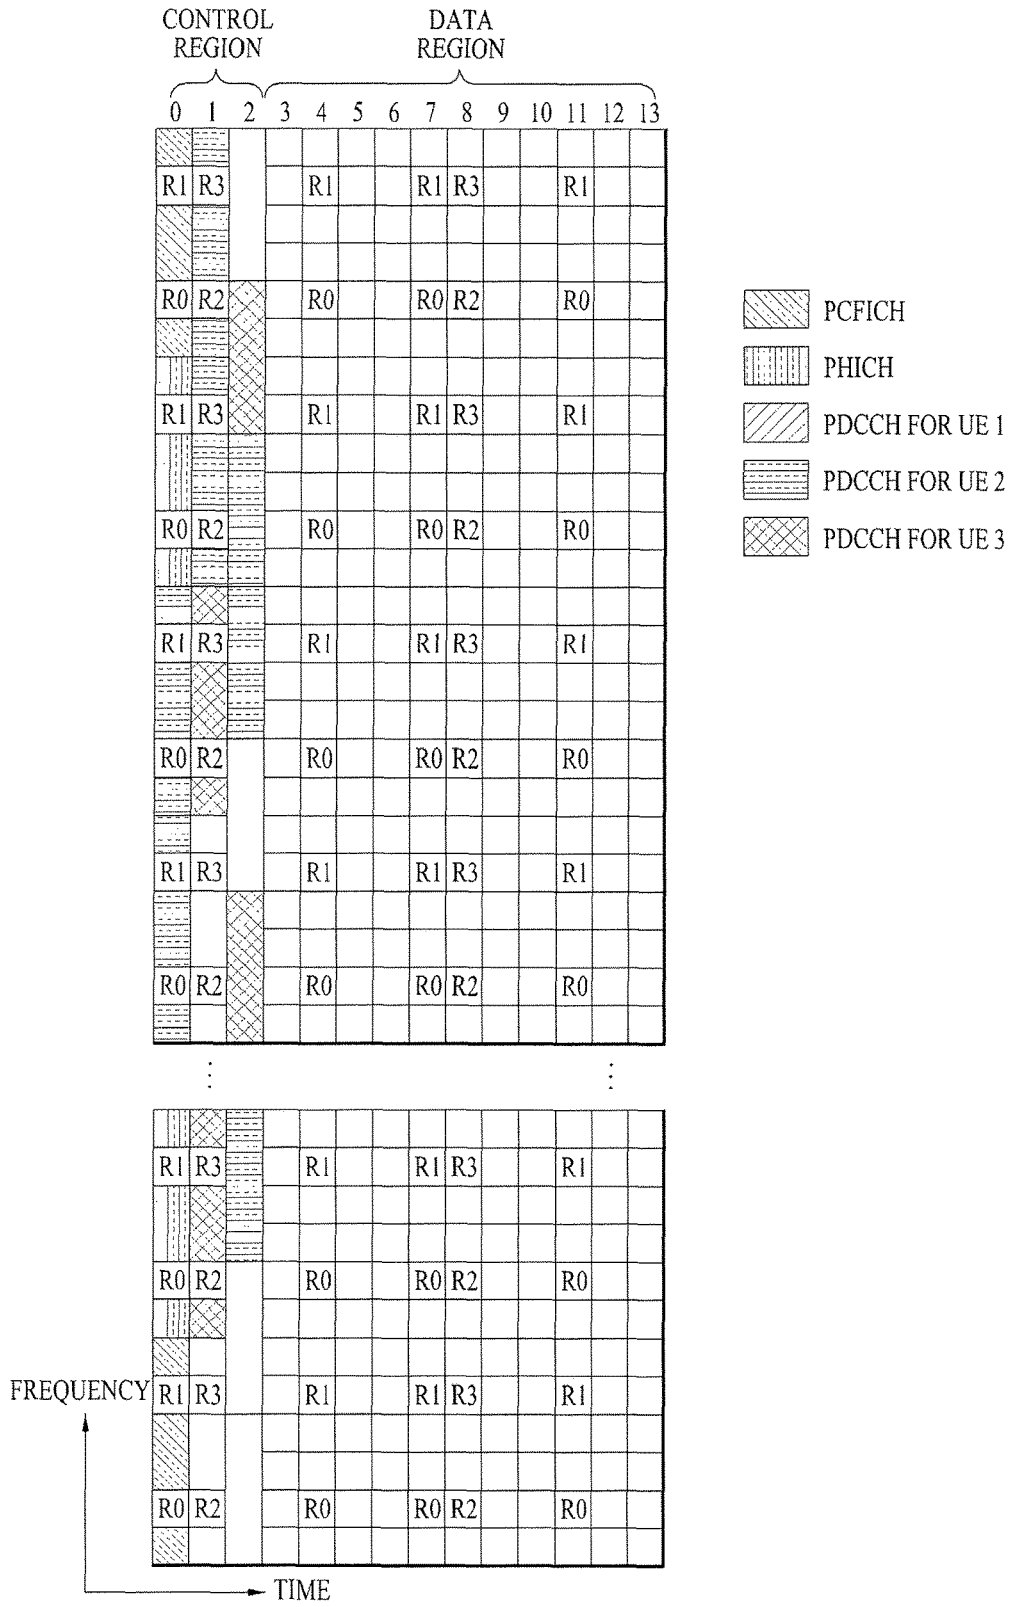 CONTROL REGION
DATA REGION
0 1 2 3 4 5 6 7 8 9 10 11 12 13
R1 R3 R1 R1 R3 R1
R0 R2 R0 R0 R2 R0
PCFICH
PHICH
R1 R3 R1 R1 R3 R1
PDCCH FOR UE 1
PDCCH FOR UE 2
R0 R2 R0 R0 R2 R0
PDCCH FOR UE 3
R1 R3 R1 R1 R3 R1
R0 R2 R0 R0 R2 R0
R1 R3 R1 R1 R3 R1
R0 R2 R0 R0 R2 R0
R1 R3 R1 R1 R3 R1
R0 R2 R0 R0 R2 R0
FREQUENCY
R1 R3 R1 R1 R3 R1
R0 R2 R0 R0 R2 R0
TIME